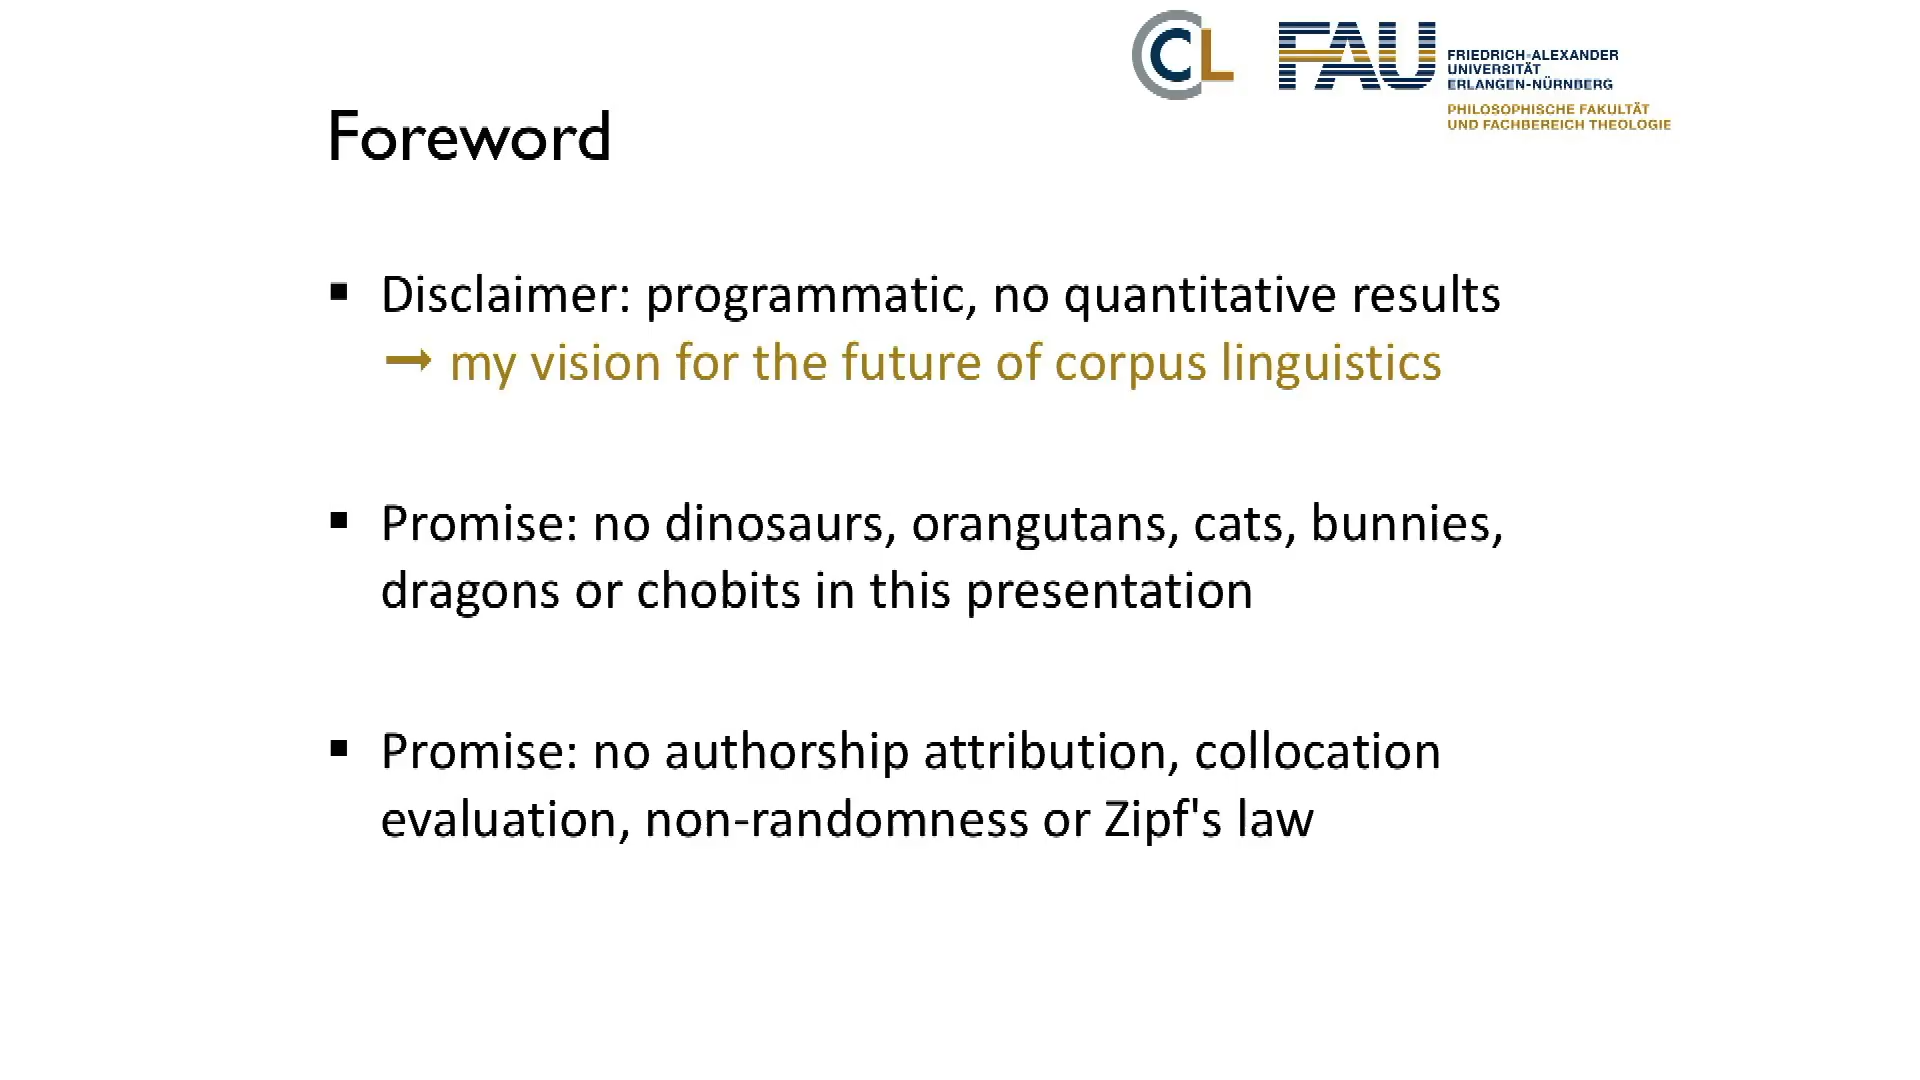 CL
FAU
FRIEDRICH-ALEXANDER
UNIVERSITÄT
ERLANGEN-NÜRNBERG
PHILOSOPHISCHE FAKULTÄT
UND FACHBEREICH THEOLOGIE
Foreword
▪ Disclaimer: programmatic, no quantitative results
→ my vision for the future of corpus linguistics
▪ Promise: no dinosaurs, orangutans, cats, bunnies,
dragons or chobits in this presentation
▪ Promise: no authorship attribution, collocation
evaluation, non-randomness or Zipf's law